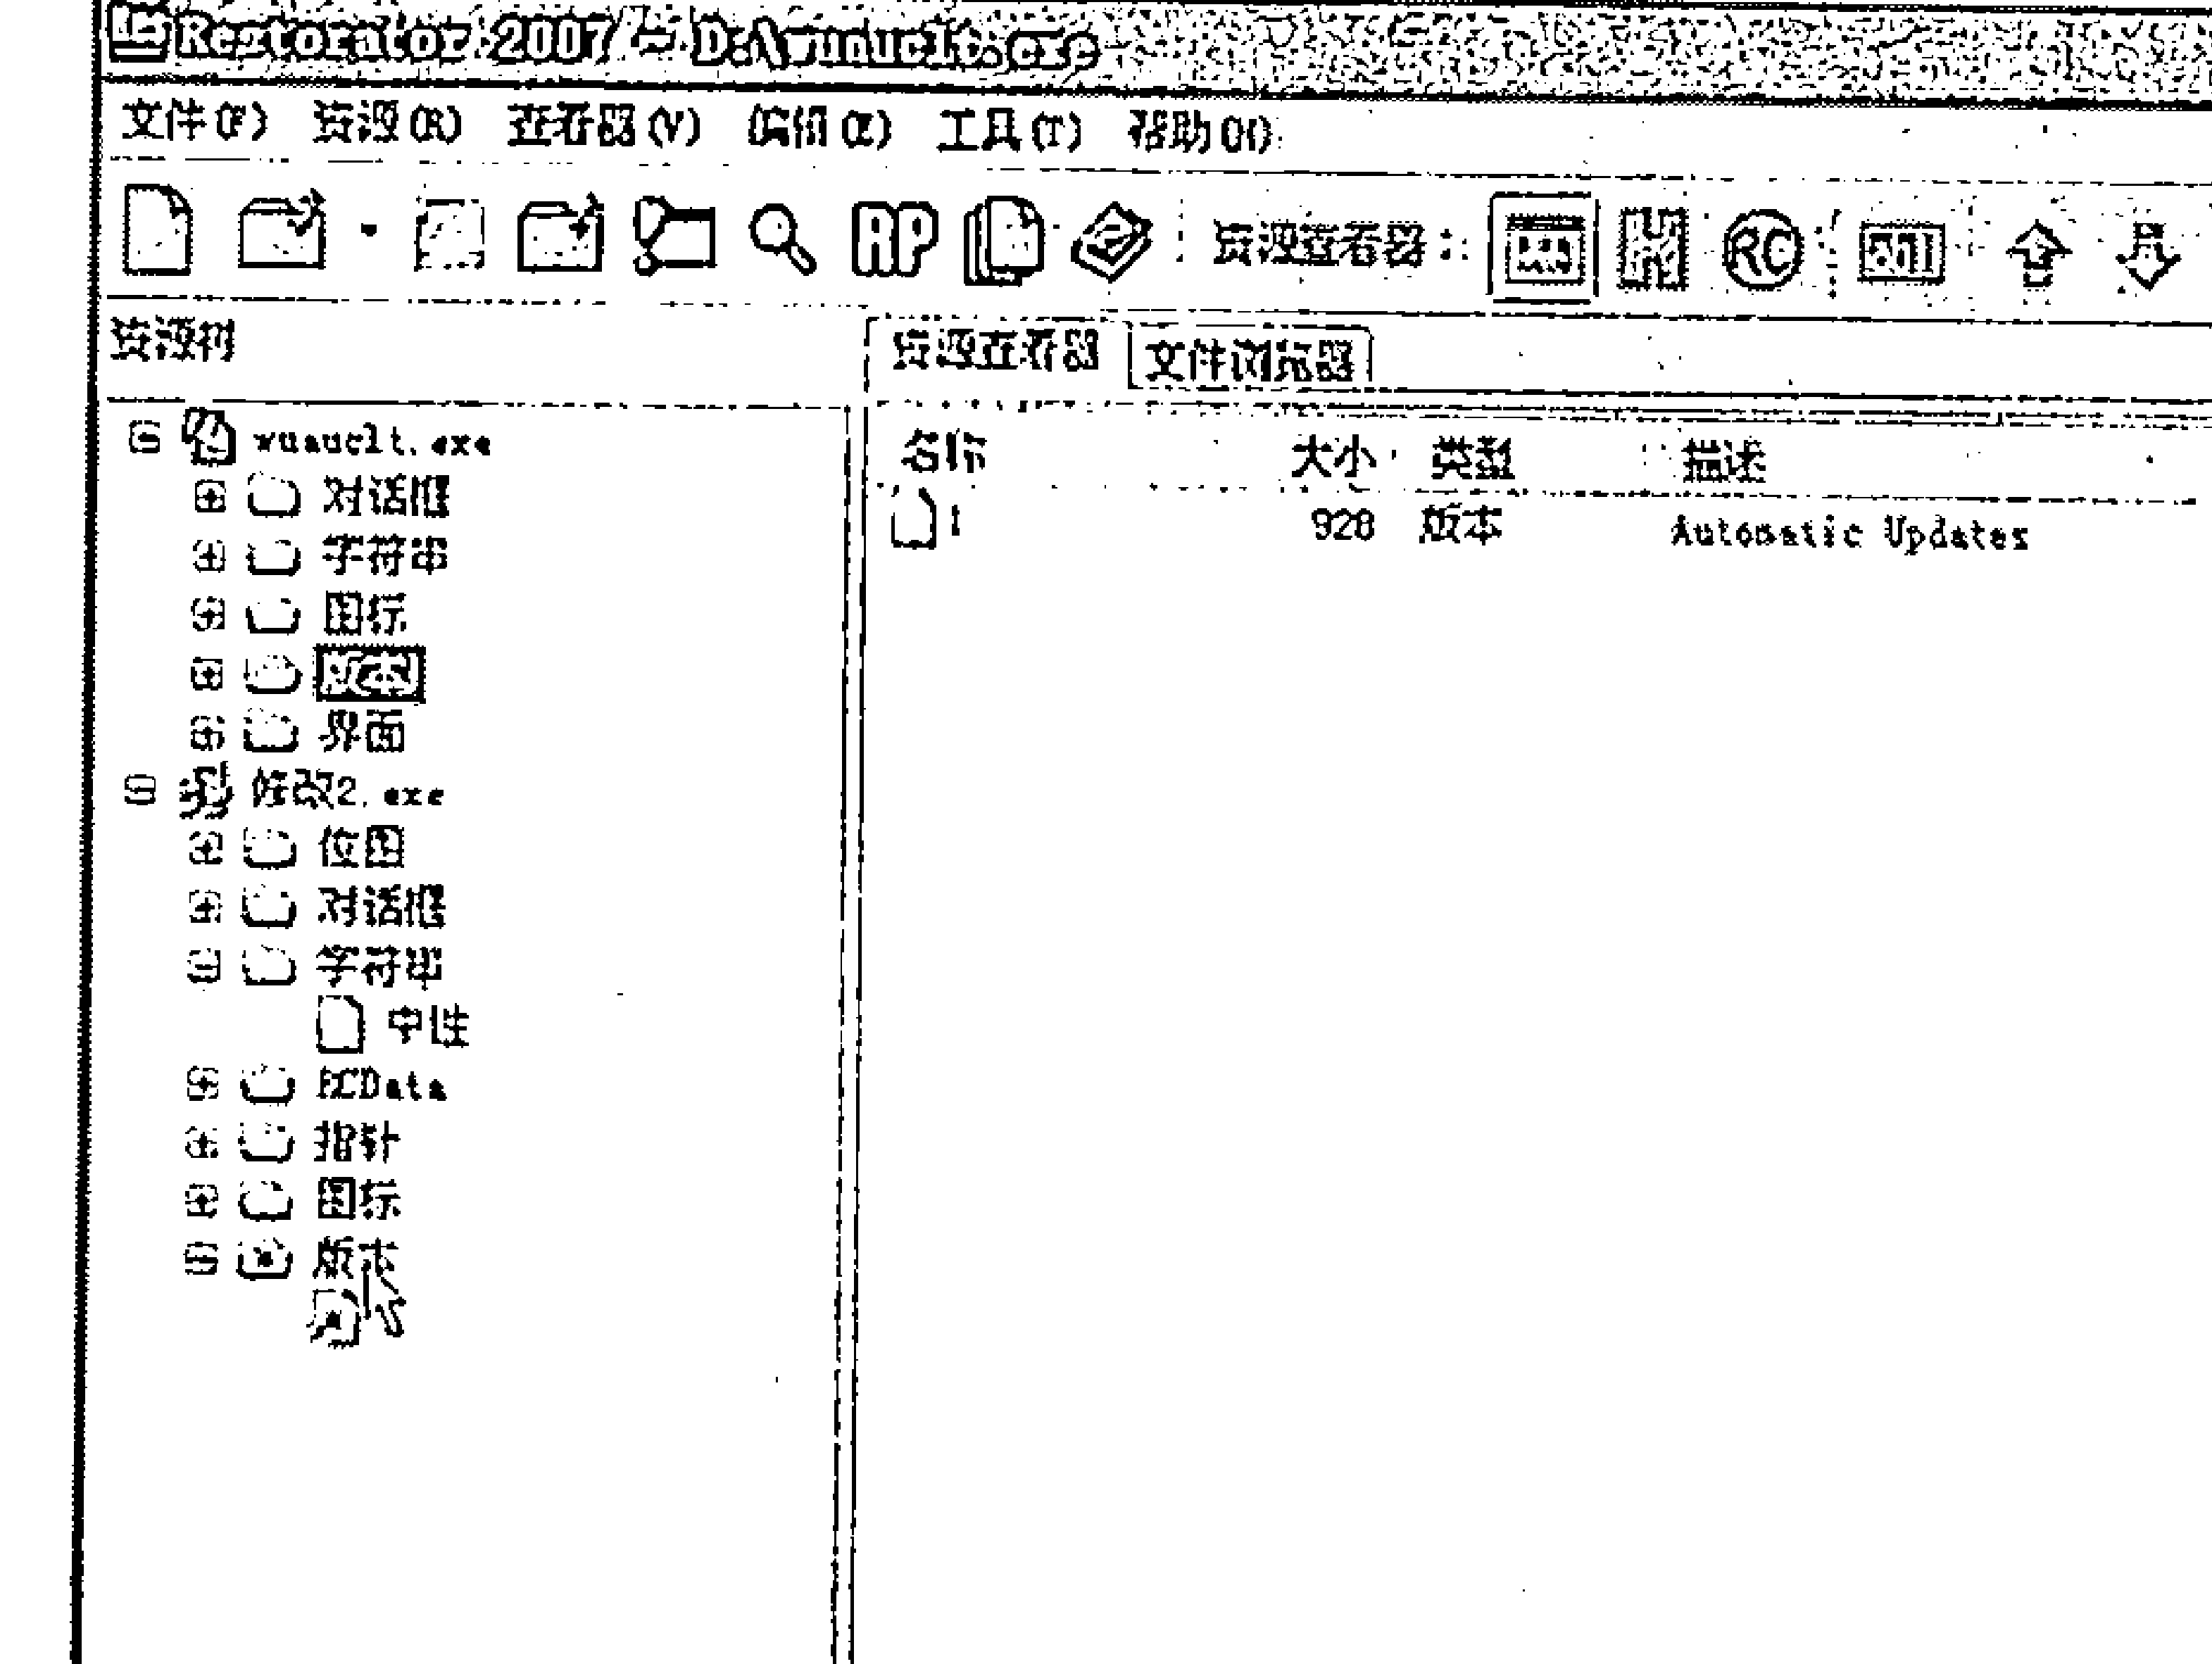 Restorator 2007 - D:\wuauclt.exe
文件(F) 资源(R) 查看器(V) 编辑(E) 工具(T) 帮助(H)
RP 资源查看器: RC
资源树
资源查看器 文件浏览器
wuauclt.exe
名称 大小 类型 描述
对话框
1 928 版本 Automatic Updates
字符串
图标
版本
界面
修改2.exe
位图
对话框
字符串
中性
RCData
指针
图标
版本